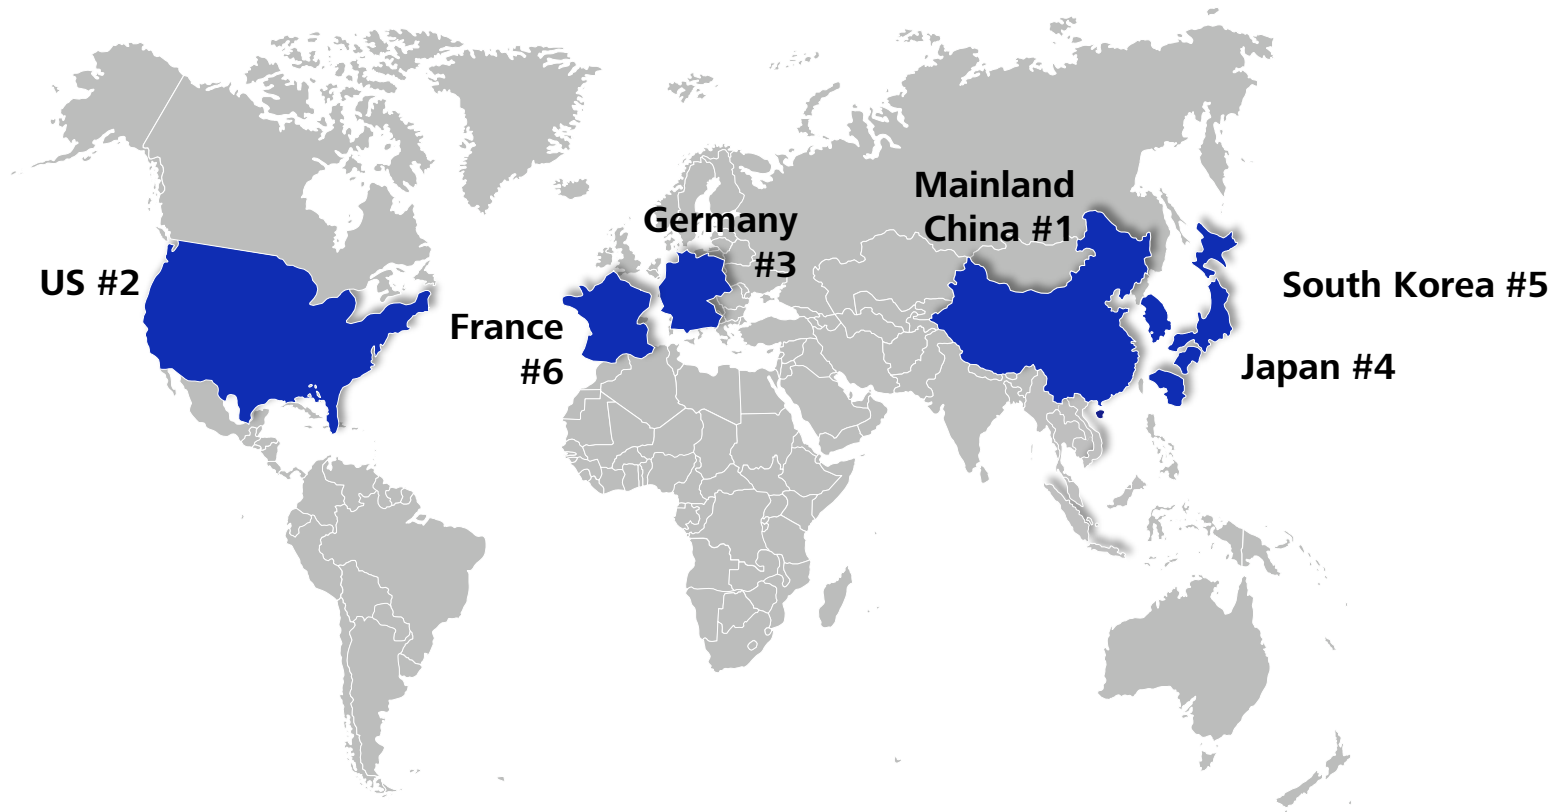 Mainland
China #1
Germany
#3
US #2
South Korea #5
France
#6
Japan #4